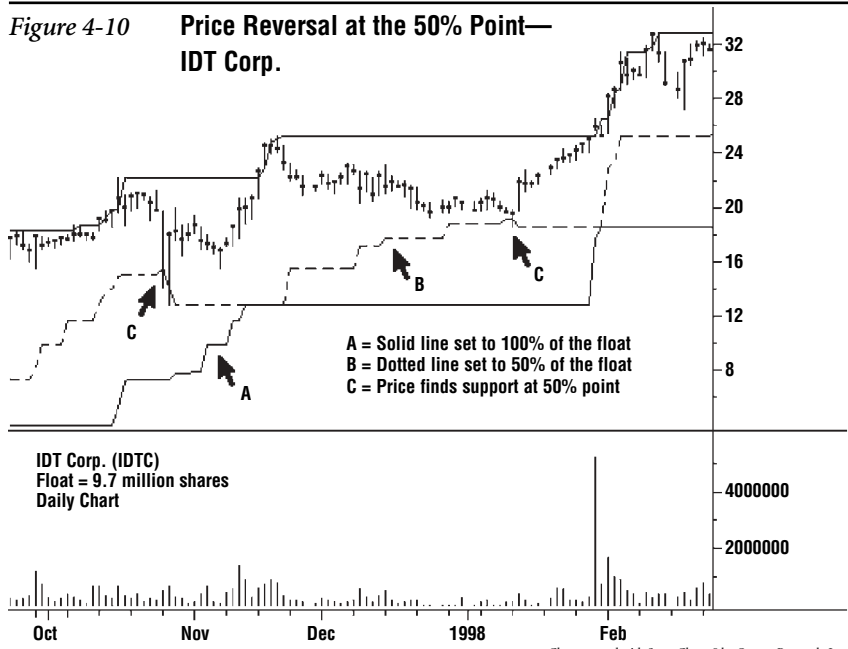 Figure 4-10
Price Reversal at the 50% Point—
IDT Corp.
32
28
24
20
16
12
8
C
A
B
C
A = Solid line set to 100% of the float
B = Dotted line set to 50% of the float
C = Price finds support at 50% point
IDT Corp. (IDTC)
Float = 9.7 million shares
Daily Chart
4000000
2000000
Oct Nov Dec 1998 Feb